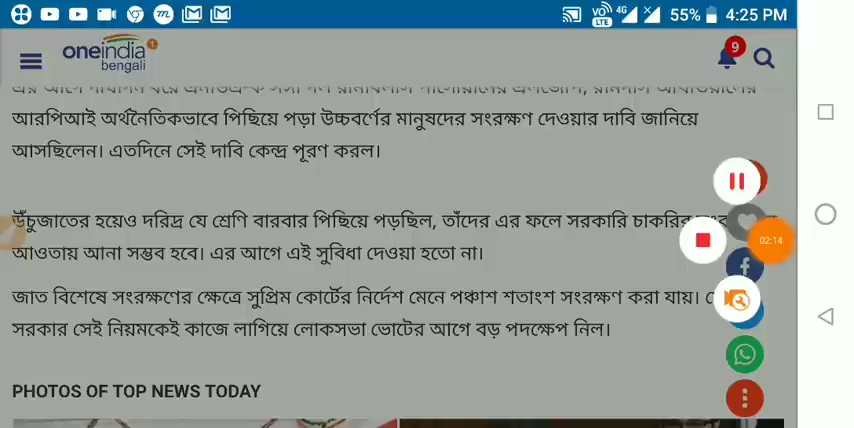 VO)) LTE 4G 55% 4:25 PM
oneindia
bengali
9
আরপিআই অর্থনৈতিকভাবে পিছিয়ে পড়া উচ্চবর্ণের মানুষদের সংরক্ষণ দেওয়ার দাবি জানিয়ে
আসছিলেন। এতদিনে সেই দাবি কেন্দ্র পূরণ করল।
উঁচুজাতের হয়েও দরিদ্র যে শ্রেণি বারবার পিছিয়ে পড়ছিল, তাঁদের এর ফলে সরকারি চাকরির
আওতায় আনা সম্ভব হবে। এর আগে এই সুবিধা দেওয়া হতো না।
02:14
জাত বিশেষে সংরক্ষণের ক্ষেত্রে সুপ্রিম কোর্টের নির্দেশ মেনে পঞ্চাশ শতাংশ সংরক্ষণ করা যায়।
সরকার সেই নিয়মকেই কাজে লাগিয়ে লোকসভা ভোটের আগে বড় পদক্ষেপ নিল।
PHOTOS OF TOP NEWS TODAY